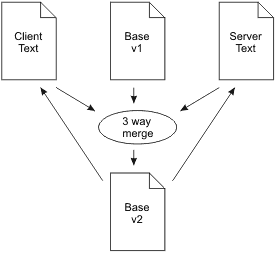 Client
Text
Base
v1
Server
Text
3 way
merge
Base
v2